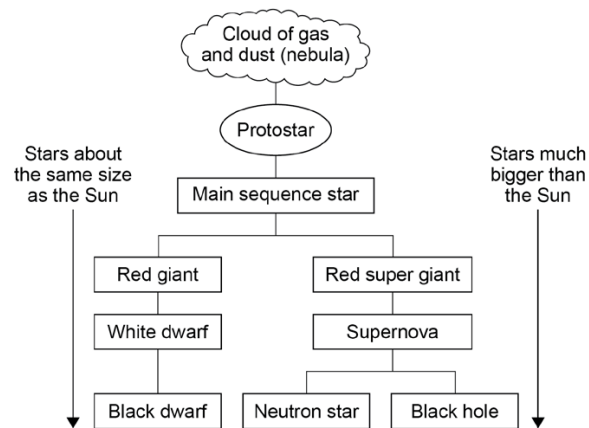 Cloud of gas
and dust (nebula)
Protostar
Stars about
the same size
as the Sun
Stars much
bigger than
the Sun
Main sequence star
Red giant
Red super giant
White dwarf
Supernova
Black dwarf
Neutron star
Black hole